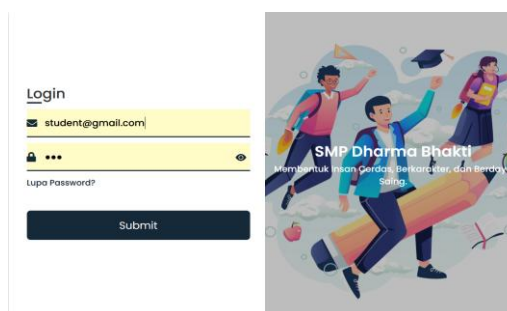 Login
student@gmail.com
•••
Lupa Password?
Submit
SMP Dharma Bhakti
Membentuk Insan Cerdas, Berkarakter, dan Berday
Saing.